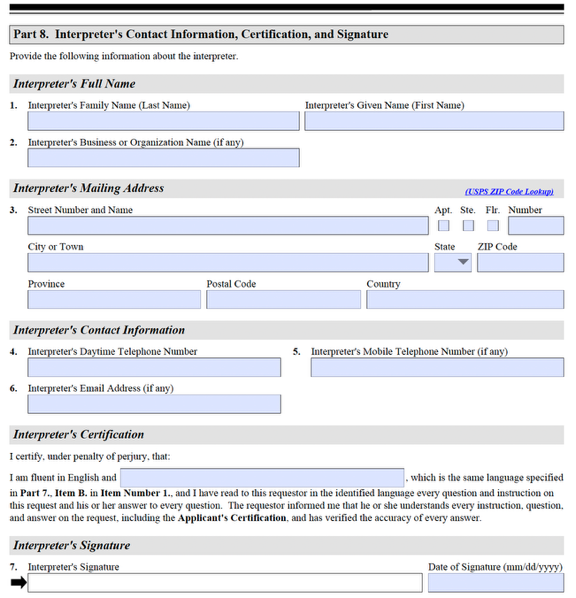 Part 8. Interpreter's Contact Information, Certification, and Signature
Provide the following information about the interpreter.
Interpreter's Full Name
1. Interpreter's Family Name (Last Name) Interpreter's Given Name (First Name)
2. Interpreter's Business or Organization Name (if any)
Interpreter's Mailing Address (USPS ZIP Code Lookup)
3. Street Number and Name Apt. Ste. Flr. Number
City or Town State ZIP Code
Province Postal Code Country
Interpreter's Contact Information
4. Interpreter's Daytime Telephone Number 5. Interpreter's Mobile Telephone Number (if any)
6. Interpreter's Email Address (if any)
Interpreter's Certification
I certify, under penalty of perjury, that:
I am fluent in English and , which is the same language specified
in Part 7., Item B. in Item Number 1., and I have read to this requestor in the identified language every question and instruction on
this request and his or her answer to every question. The requestor informed me that he or she understands every instruction, question,
and answer on the request, including the Applicant's Certification, and has verified the accuracy of every answer.
Interpreter's Signature
7. Interpreter's Signature Date of Signature (mm/dd/yyyy)